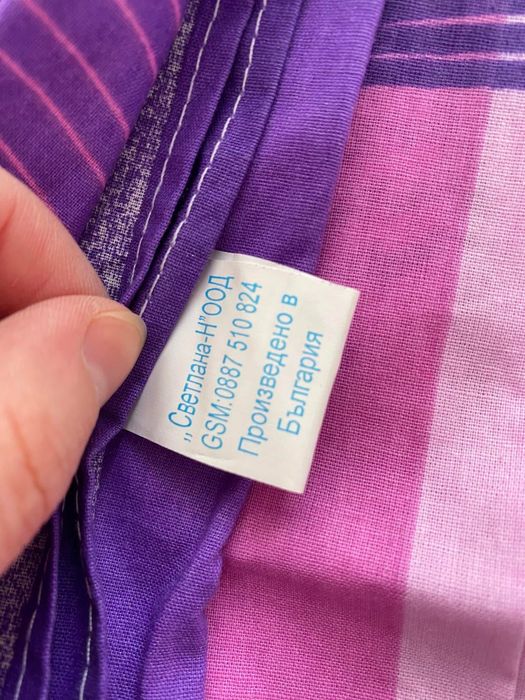 „Светлана-Н"ООД
GSM:0887 510 824
Произведено в
България